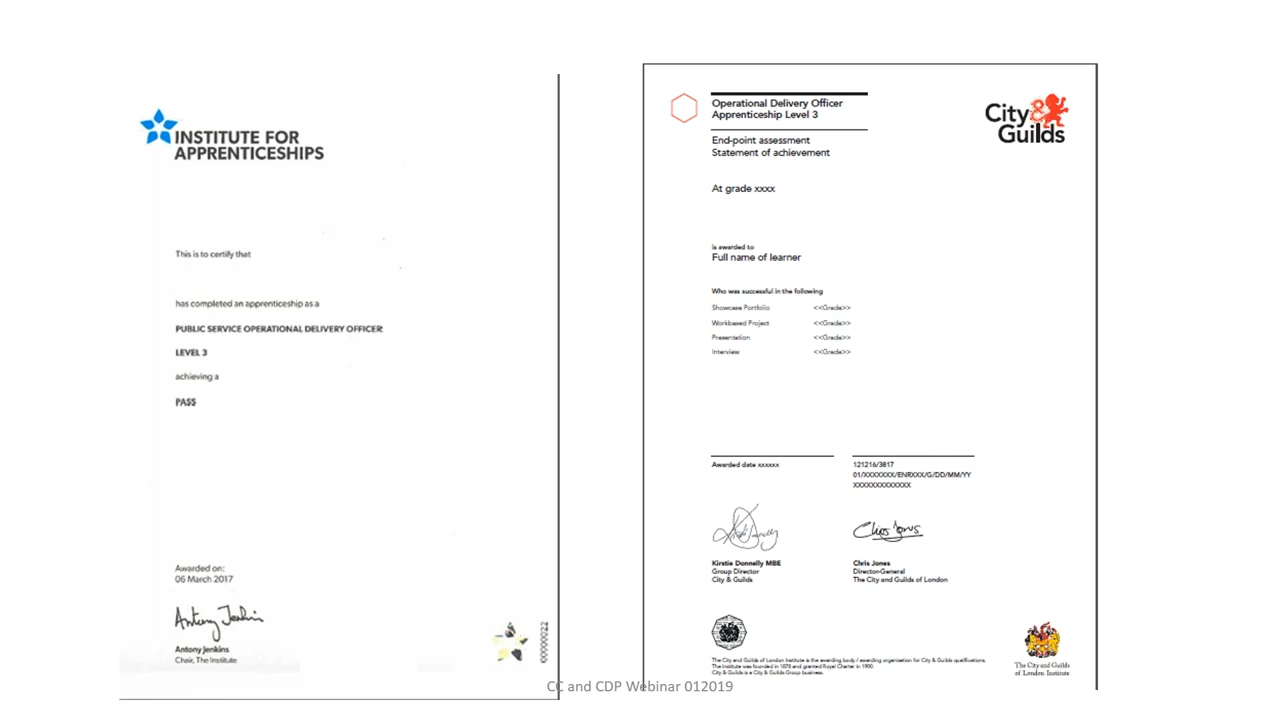 INSTITUTE FOR
APPRENTICESHIPS
This is to certify that
has completed an apprenticeship as a
PUBLIC SERVICE OPERATIONAL DELIVERY OFFICER
LEVEL 3
achieving a
PASS
Awarded on:
06 March 2017
Antony Jenkins
Antony Jenkins
Chair, The Institute
00000022
Operational Delivery Officer
Apprenticeship Level 3
City&
Guilds
End-point assessment
Statement of achievement
At grade xxxx
is awarded to
Full name of learner
Who was successful in the following
Showcase Portfolio <<Grade>>
Workbased Project <<Grade>>
Presentation <<Grade>>
Interview <<Grade>>
Awarded date xxxxxx
121216/3817
01/XXXXXXX/ENRXXX/G/DD/MM/YY
XXXXXXXXXXXXX
Chris Jones
Kirstie Donnelly MBE
Group Director
City & Guilds
Chris Jones
Director-General
The City and Guilds of London
The City and Guilds of London Institute is the awarding body / awarding organisation for City & Guilds qualifications.
The Institute was founded in 1878 and granted Royal Charter in 1900.
City & Guilds is a City & Guilds Group business.
The City and Guilds
of London Institute
CC and CDP Webinar 012019